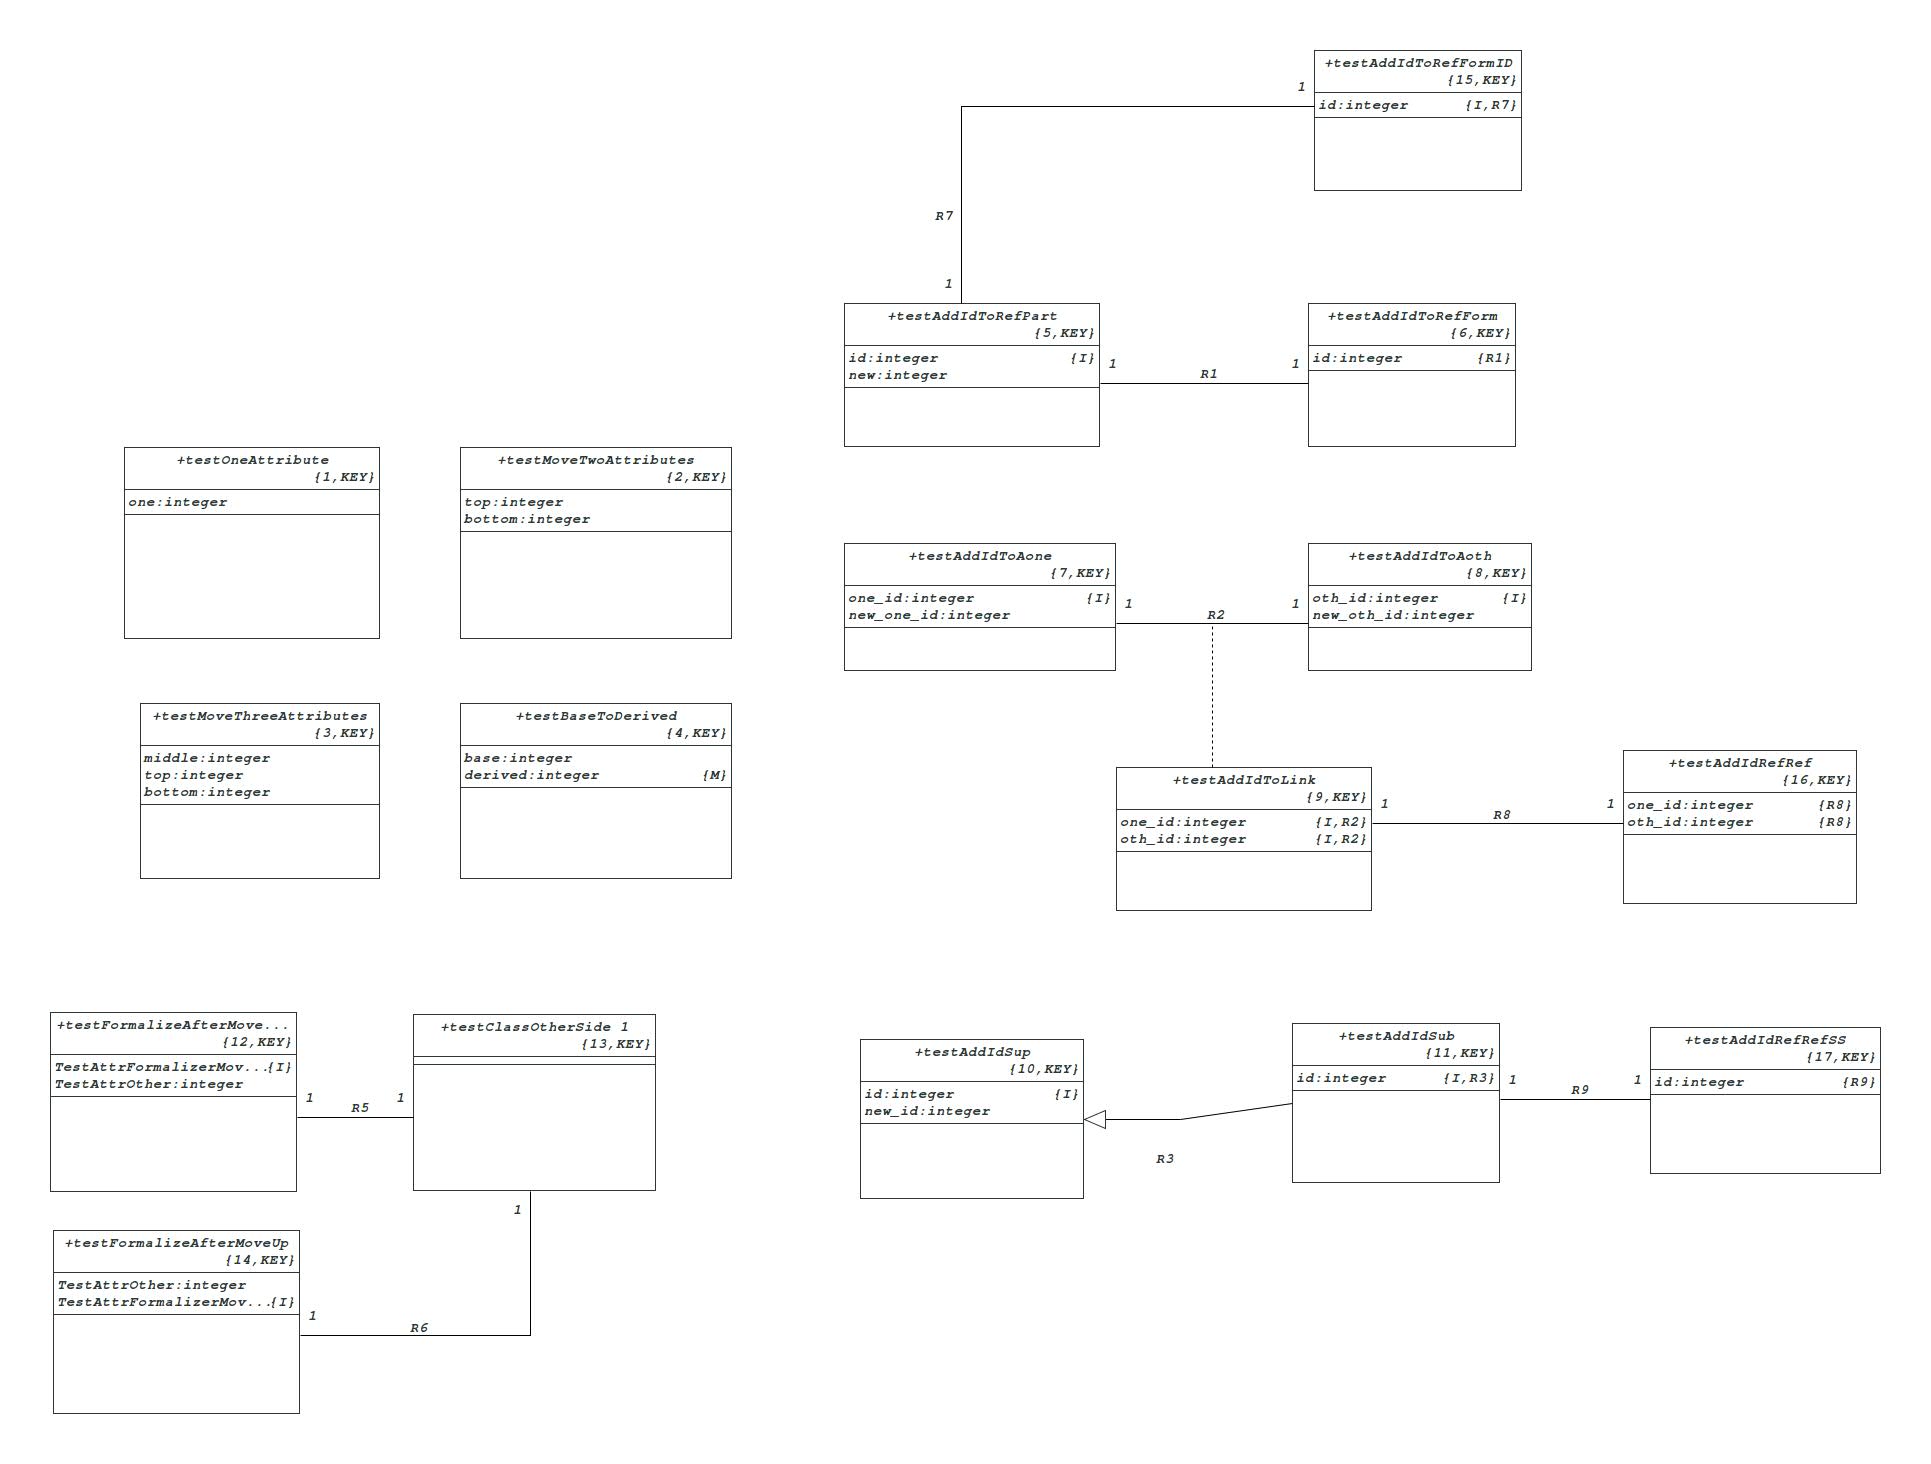 +testAddIdToRefFormID
{15,KEY}
id:integer {I,R7}
1
R7
1
+testAddIdToRefPart
{5,KEY}
id:integer {I}
new:integer
1
R1
1
+testAddIdToRefForm
{6,KEY}
id:integer {R1}
+testOneAttribute
{1,KEY}
one:integer
+testMoveTwoAttributes
{2,KEY}
top:integer
bottom:integer
+testAddIdToAone
{7,KEY}
one_id:integer {I}
new_one_id:integer
1
R2
1
+testAddIdToAoth
{8,KEY}
oth_id:integer {I}
new_oth_id:integer
+testMoveThreeAttributes
{3,KEY}
middle:integer
top:integer
bottom:integer
+testBaseToDerived
{4,KEY}
base:integer
derived:integer {M}
+testAddIdToLink
{9,KEY}
one_id:integer {I,R2}
oth_id:integer {I,R2}
1
R8
1
+testAddIdRefRef
{16,KEY}
one_id:integer {R8}
oth_id:integer {R8}
+testFormalizeAfterMove...
{12,KEY}
TestAttrFormalizerMov...{I}
TestAttrOther:integer
1
R5
1
+testClassOtherSide 1
{13,KEY}
1
+testAddIdSup
{10,KEY}
id:integer {I}
new_id:integer
R3
+testAddIdSub
{11,KEY}
id:integer {I,R3}
1
R9
1
+testAddIdRefRefSS
{17,KEY}
id:integer {R9}
+testFormalizeAfterMoveUp
{14,KEY}
TestAttrOther:integer
TestAttrFormalizerMov...{I}
1
R6